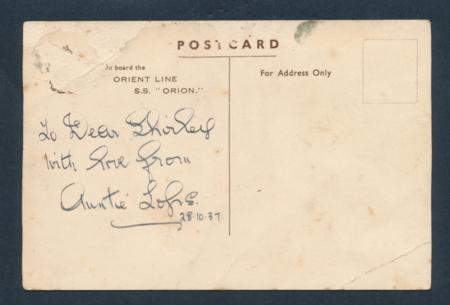 POSTCARD
On board the
ORIENT LINE
S.S. "ORION."
For Address Only
To Dear Shirley
with love from
Auntie
28.10.37.